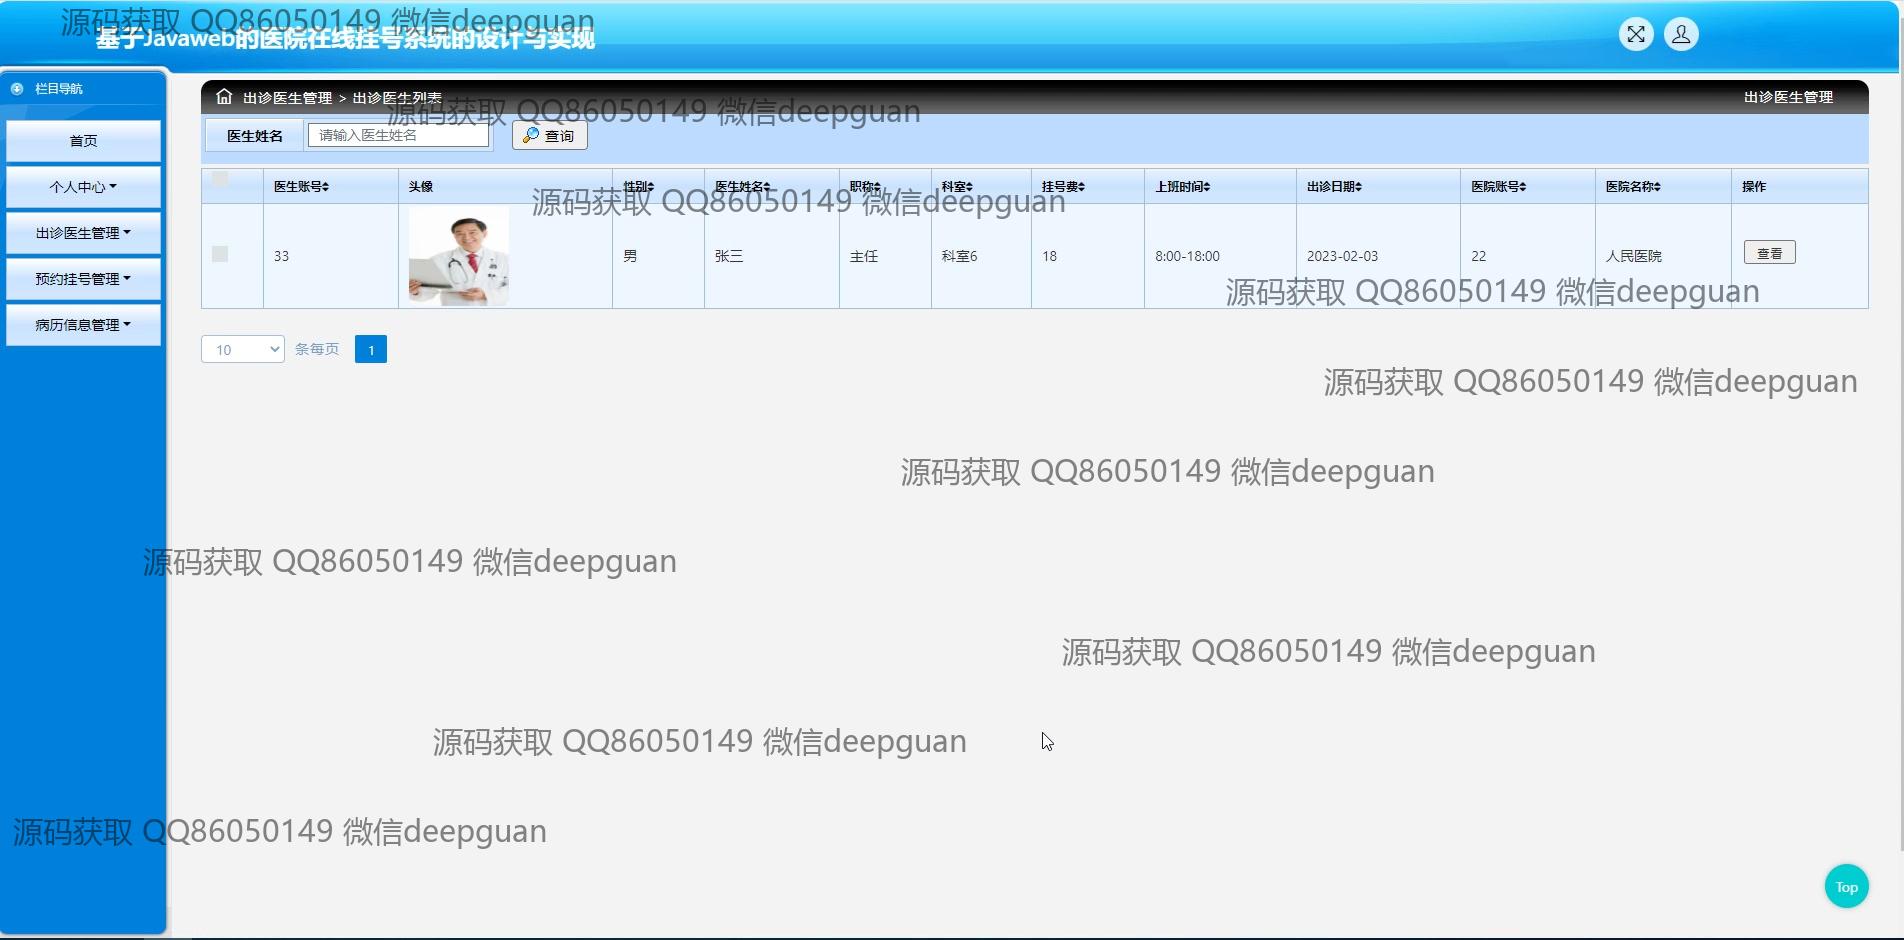 源码获取 QQ86050149 微信deepguan
基于Javaweb的医院在线挂号系统的设计与实现
栏目导航
首页
个人中心
出诊医生管理
预约挂号管理
病历信息管理
出诊医生管理 > 出诊医生列表
出诊医生管理
源码获取 QQ86050149 微信deepguan
医生姓名 请输入医生姓名 查询
医生账号 头像 性别 医生姓名 职称 科室 挂号费 上班时间 出诊日期 医院账号 医院名称 操作
源码获取 QQ86050149 微信deepguan
33 男 张三 主任 科室6 18 8:00-18:00 2023-02-03 22 人民医院 查看
源码获取 QQ86050149 微信deepguan
10 条每页 1
源码获取 QQ86050149 微信deepguan
源码获取 QQ86050149 微信deepguan
源码获取 QQ86050149 微信deepguan
源码获取 QQ86050149 微信deepguan
源码获取 QQ86050149 微信deepguan
源码获取 QQ86050149 微信deepguan
Top